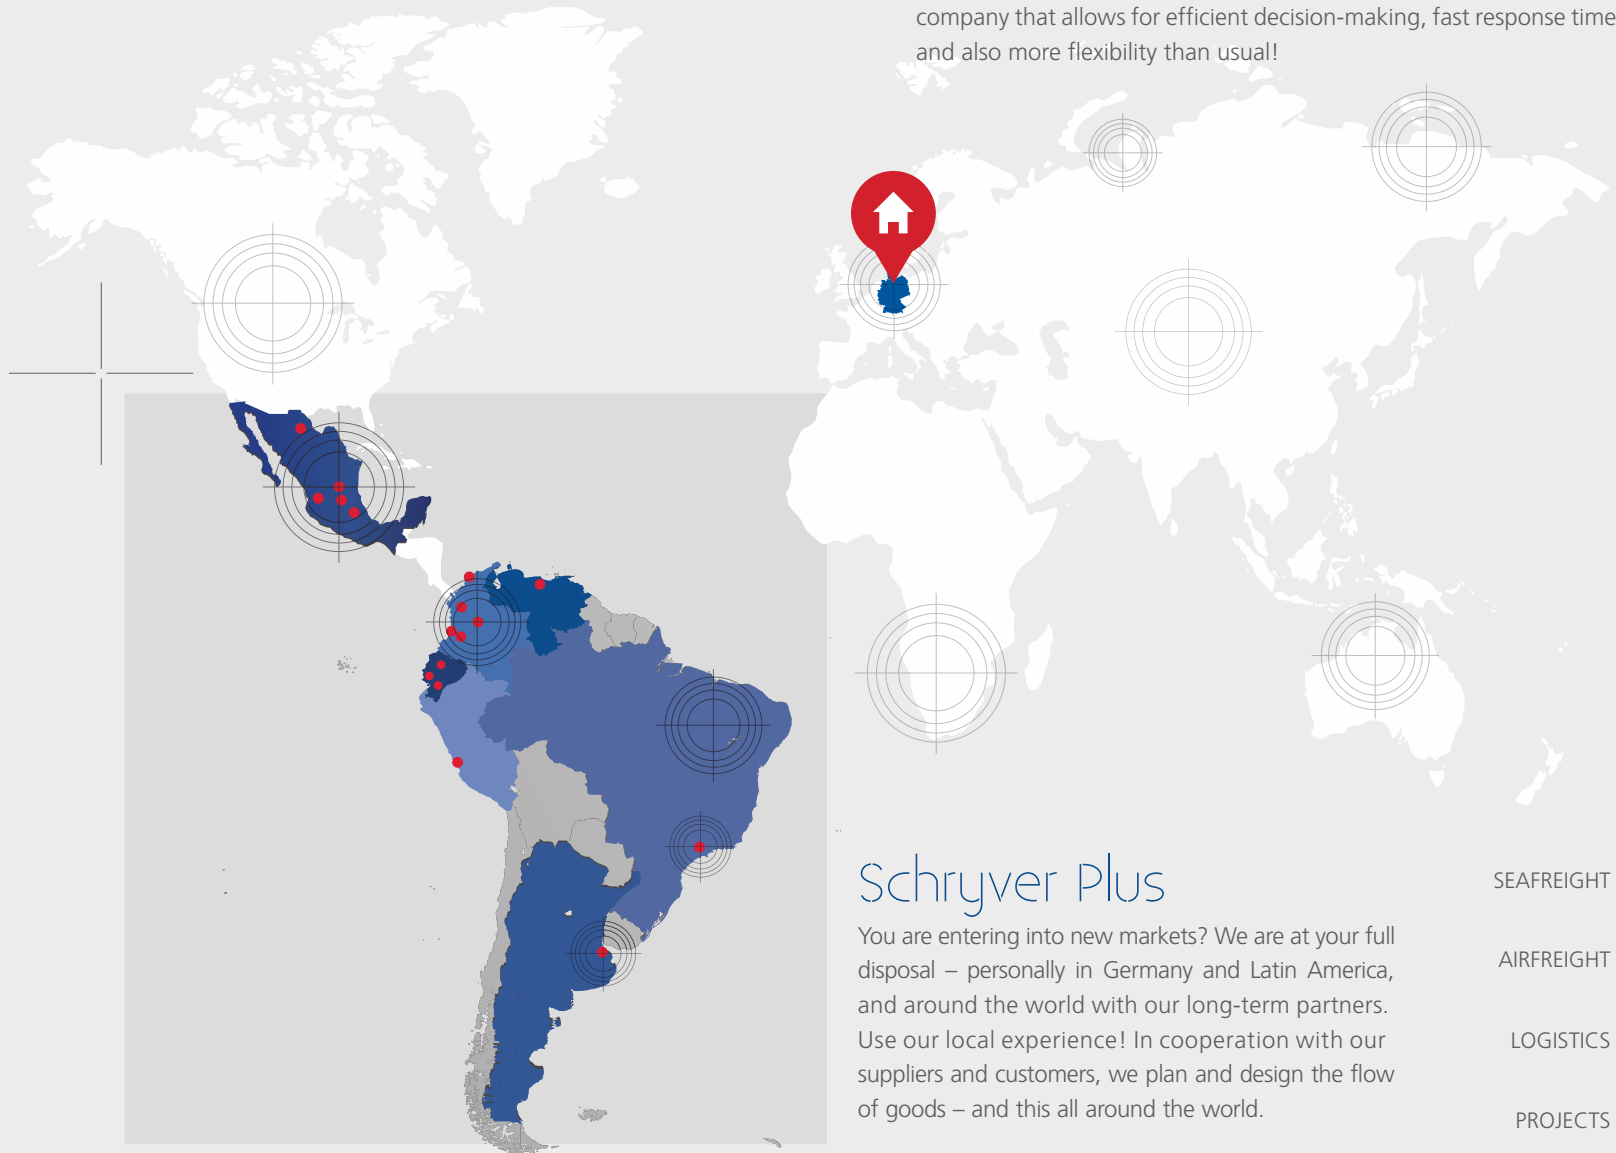 company that allows for efficient decision-making, fast response time
and also more flexibility than usual!
Schryver Plus
You are entering into new markets? We are at your full
disposal – personally in Germany and Latin America,
and around the world with our long-term partners.
Use our local experience! In cooperation with our
suppliers and customers, we plan and design the flow
of goods – and this all around the world.
SEAFREIGHT
AIRFREIGHT
LOGISTICS
PROJECTS